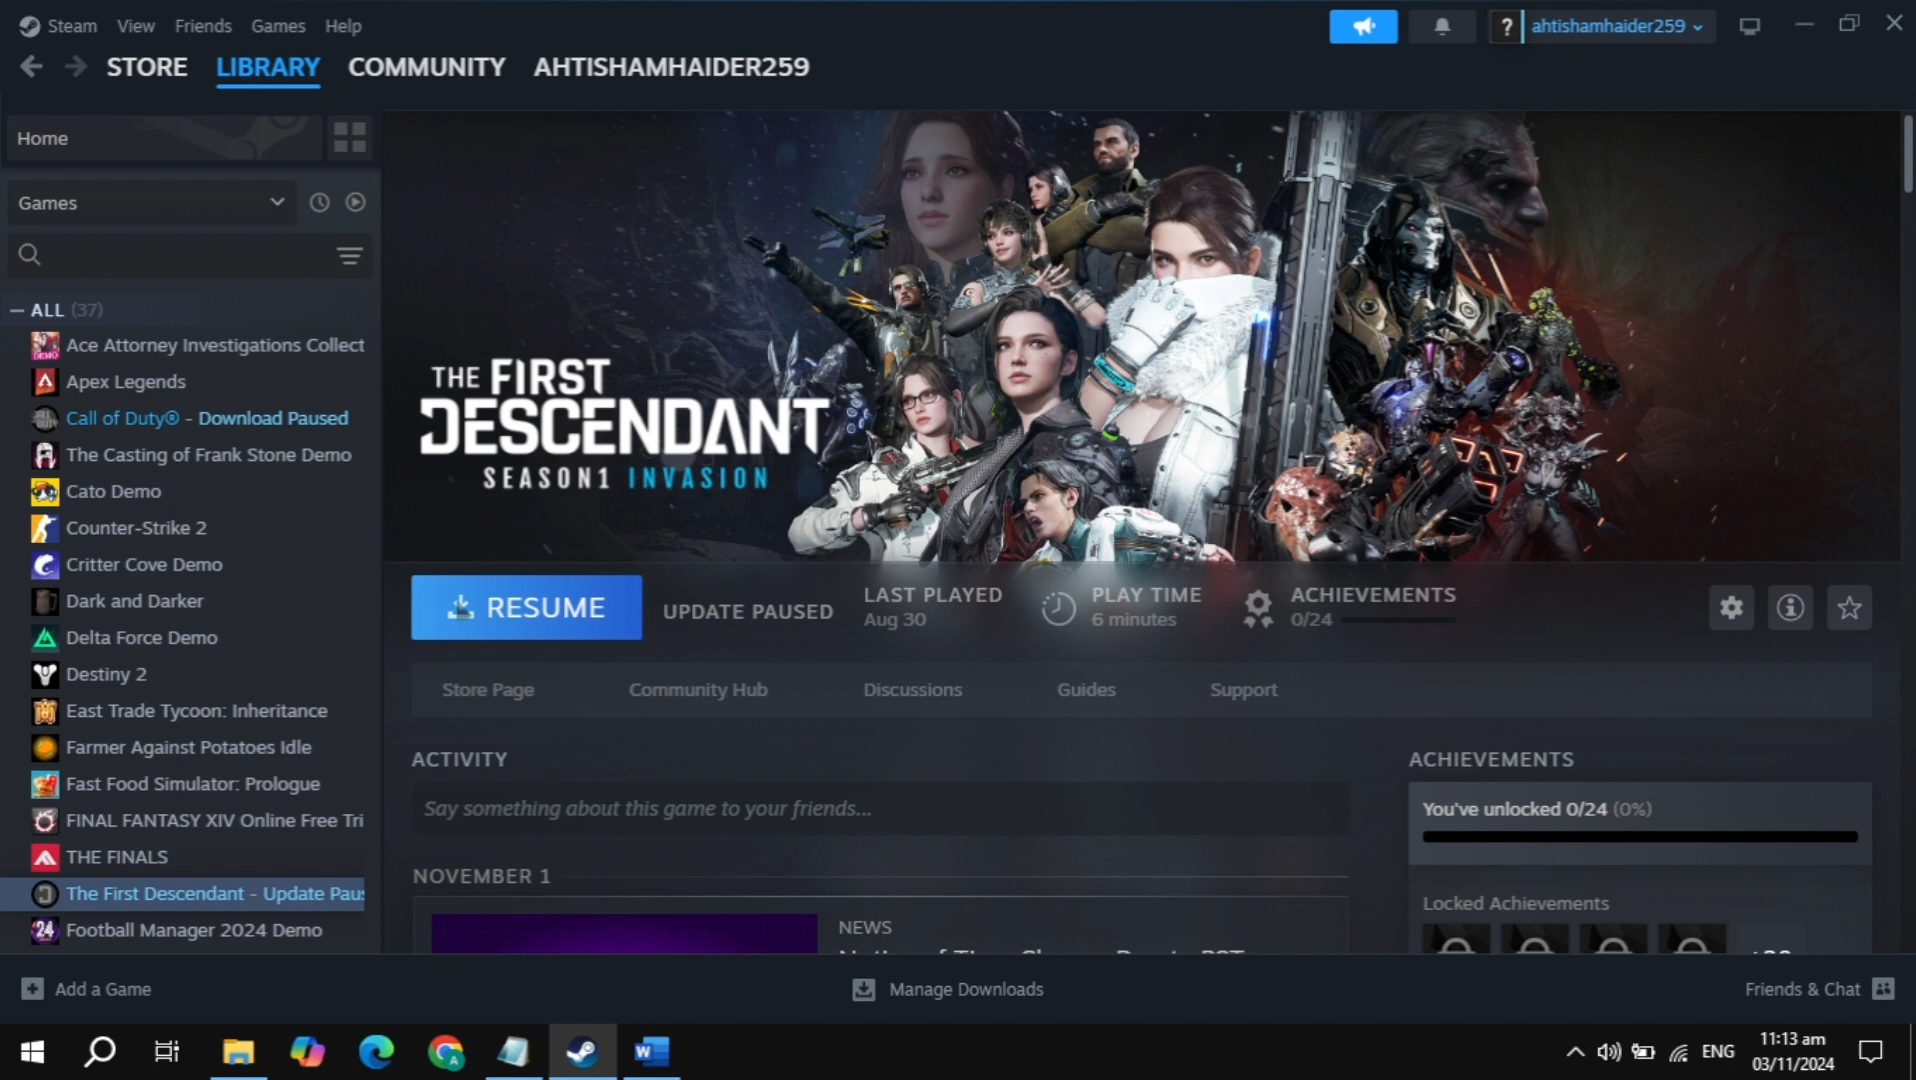 Steam View Friends Games Help
? ahtishamhaider259
STORE LIBRARY COMMUNITY AHTISHAMHAIDER259
Home
Games
ALL (37)
DEMO Ace Attorney Investigations Collect
Apex Legends
Call of Duty® - Download Paused
The Casting of Frank Stone Demo
Cato Demo
Counter-Strike 2
Critter Cove Demo
Dark and Darker
Delta Force Demo
Destiny 2
East Trade Tycoon: Inheritance
Farmer Against Potatoes Idle
Fast Food Simulator: Prologue
FINAL FANTASY XIV Online Free Tri
THE FINALS
The First Descendant - Update Pau
24 Football Manager 2024 Demo
THE FIRST
DESCENDANT
SEASON1 INVASION
RESUME
UPDATE PAUSED
LAST PLAYED
Aug 30
PLAY TIME
6 minutes
ACHIEVEMENTS
0/24
Store Page Community Hub Discussions Guides Support
ACTIVITY
Say something about this game to your friends...
NOVEMBER 1
NEWS
ACHIEVEMENTS
You've unlocked 0/24 (0%)
Locked Achievements
Add a Game
Manage Downloads
Friends & Chat
ENG
11:13 am
03/11/2024